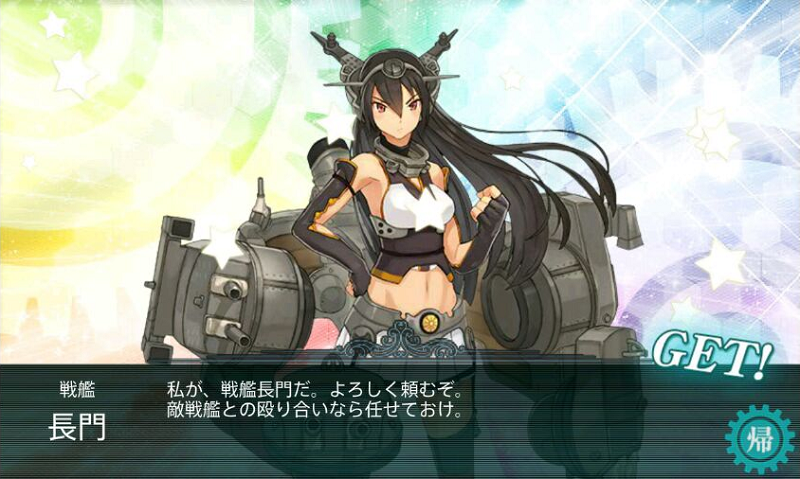 GET!
戦艦
長門
私が、戦艦長門だ。よろしく頼むぞ。
敵戦艦との殴り合いなら任せておけ。
帰